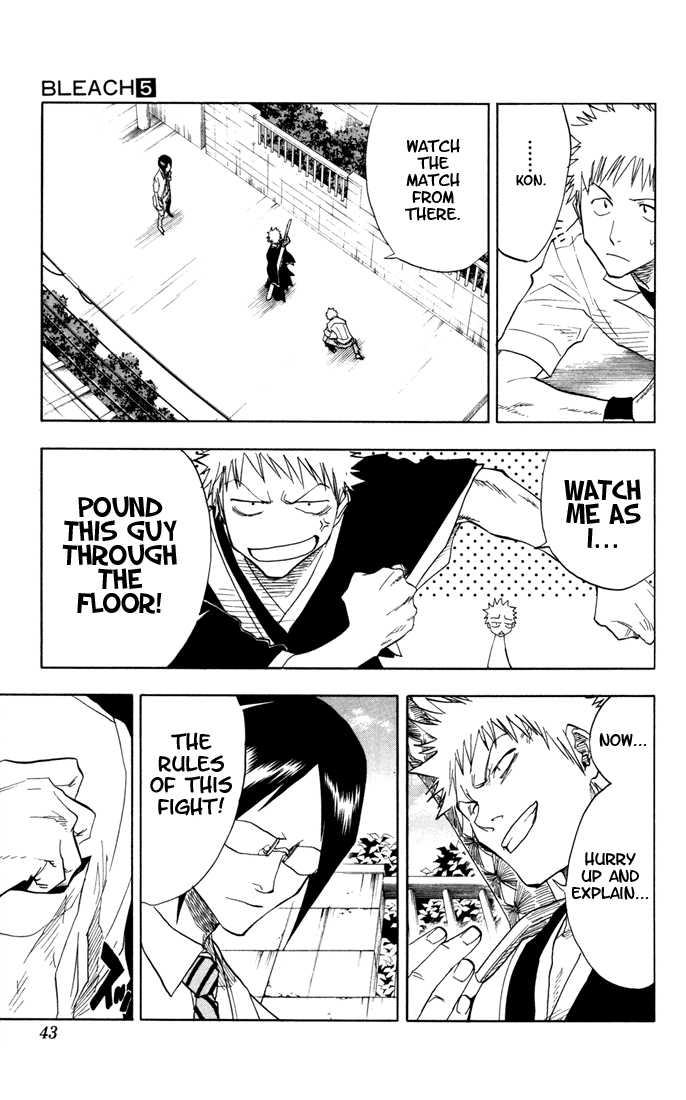 BLEACH 5
........
KON.
WATCH
THE
MATCH
FROM
THERE.
WATCH
ME AS
I...
POUND
THIS GUY
THROUGH
THE
FLOOR!
NOW...
HURRY
UP AND
EXPLAIN...
THE
RULES
OF THIS
FIGHT!
43